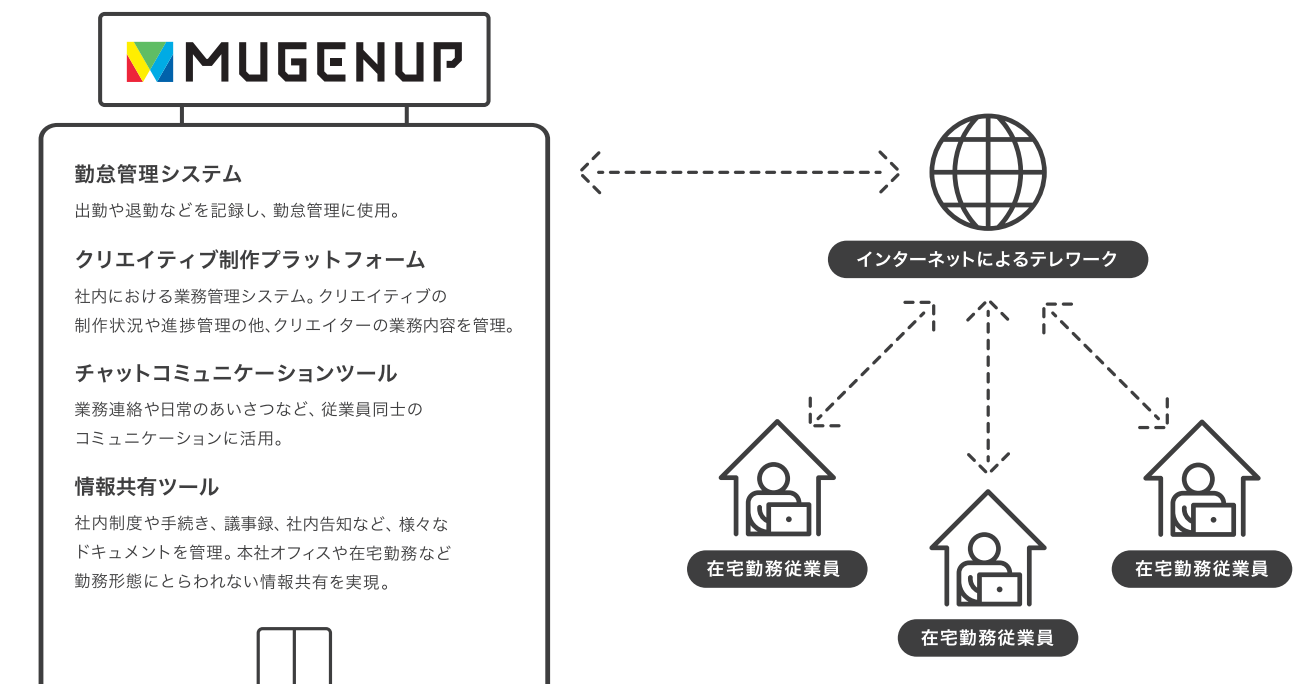 MUGENUP
勤怠管理システム
出勤や退勤などを記録し、勤怠管理に使用。
クリエイティブ制作プラットフォーム
社内における業務管理システム。クリエイティブの
制作状況や進捗管理の他、クリエイターの業務内容を管理。
チャットコミュニケーションツール
業務連絡や日常のあいさつなど、従業員同士の
コミュニケーションに活用。
情報共有ツール
社内制度や手続き、議事録、社内告知など、様々な
ドキュメントを管理。本社オフィスや在宅勤務など
勤務形態にとらわれない情報共有を実現。
インターネットによるテレワーク
在宅勤務従業員
在宅勤務従業員
在宅勤務従業員